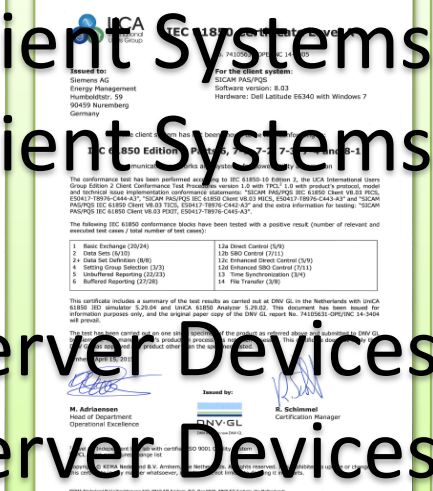 ient Systems
UCA
International
Users Group
IEC 61850 Certificate Level A
Issued to:
Siemens AG
Energy Management
Humboldtstr. 59
90459 Nuremberg
Germany
For the client system:
SICAM PAS/PQS
Software version: 8.03
Hardware: Dell Latitude E6340 with Windows 7
ient Systems
The conformance test has been performed according to IEC 61850-10 Edition 2, the UCA International Users
Group Edition 2 Client Conformance Test Procedures version 1.0 with TPCL¹ 1.0 with product's protocol, model
and technical issue implementation conformance statements: "SICAM PAS/PQS IEC 61850 Client V8.03 PICS,
E50417-T8976-C444-A3", "SICAM PAS/PQS IEC 61850 Client V8.03 MICS, E50417-T8976-C443-A3" and "SICAM
PAS/PQS IEC 61850 Client V8.03 TICS, E50417-T8976-C442-A3" and the extra information for testing: "SICAM
PAS/PQS IEC 61850 Client V8.03 PIXIT, E50417-T8976-C445-A3".
The following IEC 61850 conformance blocks have been tested with a positive result (number of relevant and
executed test cases / total number of test cases):
1 Basic Exchange (20/24)
2 Data Sets (6/10)
2+ Data Set Definition (8/8)
4 Setting Group Selection (3/3)
5 Unbuffered Reporting (22/23)
6 Buffered Reporting (27/28)
12a Direct Control (5/9)
12b SBO Control (7/11)
12c Enhanced Direct Control (5/9)
12d Enhanced SBO Control (7/11)
13 Time Synchronization (3/4)
14 File Transfer (3/8)
This certificate includes a summary of the test results as carried out at DNV GL in the Netherlands with UniCA
61850 IED simulator 5.29.04 and UniCA 61850 Analyzer 5.29.02. This document has been issued for
information purposes only, and the original paper copy of the DNV GL report No. 74105631-OPE/INC 14-3404
will prevail.
erver Devices
Issued by:
M. Adriaensen
Head of Department
Operational Excellence
DNV·GL
R. Schimmel
Certification Manager
erver Devices